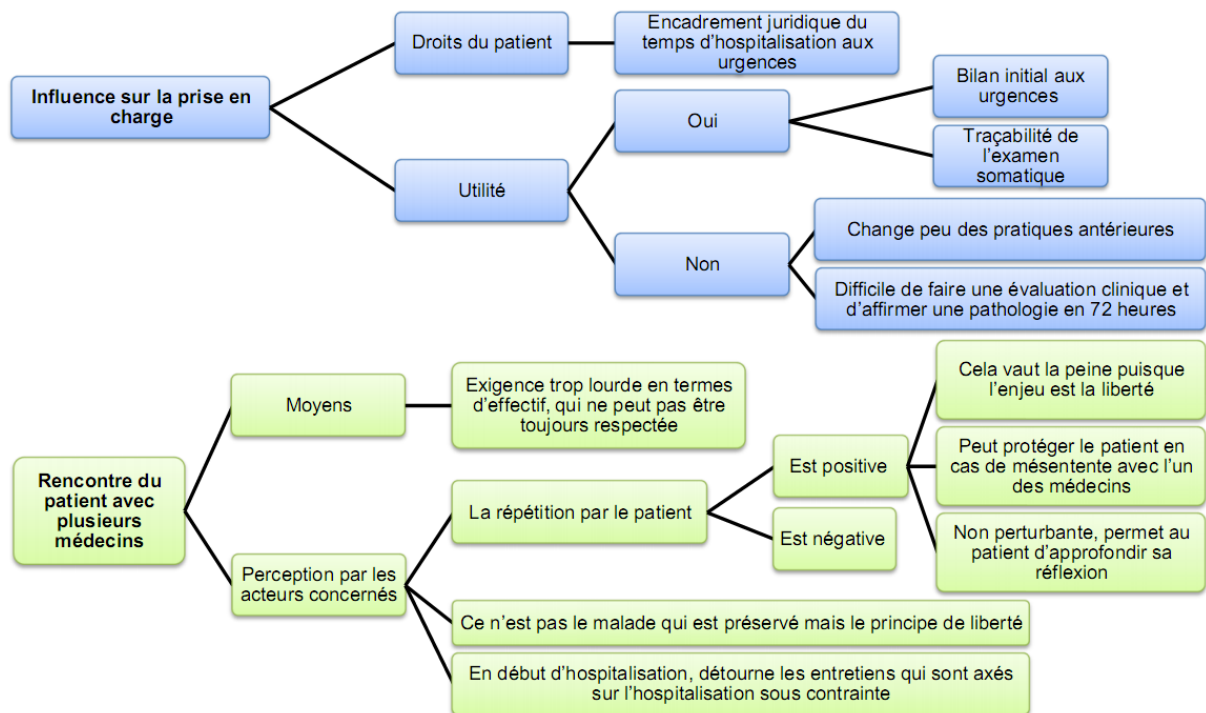 Influence sur la prise en
charge
Droits du patient
Encadrement juridique du
temps d'hospitalisation aux
urgences
Utilité
Oui
Bilan initial aux
urgences
Traçabilité de
l'examen
somatique
Non
Change peu des pratiques antérieures
Difficile de faire une évaluation clinique et
d'affirmer une pathologie en 72 heures
Rencontre du
patient avec
plusieurs
médecins
Moyens
Exigence trop lourde en termes
d'effectif, qui ne peut pas être
toujours respectée
Perception par les
acteurs concernés
La répétition par le patient
Est positive
Cela vaut la peine puisque
l'enjeu est la liberté
Peut protéger le patient en
cas de mésentente avec l'un
des médecins
Non perturbante, permet au
patient d'approfondir sa
réflexion
Est négative
Ce n'est pas le malade qui est préservé mais le principe de liberté
En début d'hospitalisation, détourne les entretiens qui sont axés
sur l'hospitalisation sous contrainte